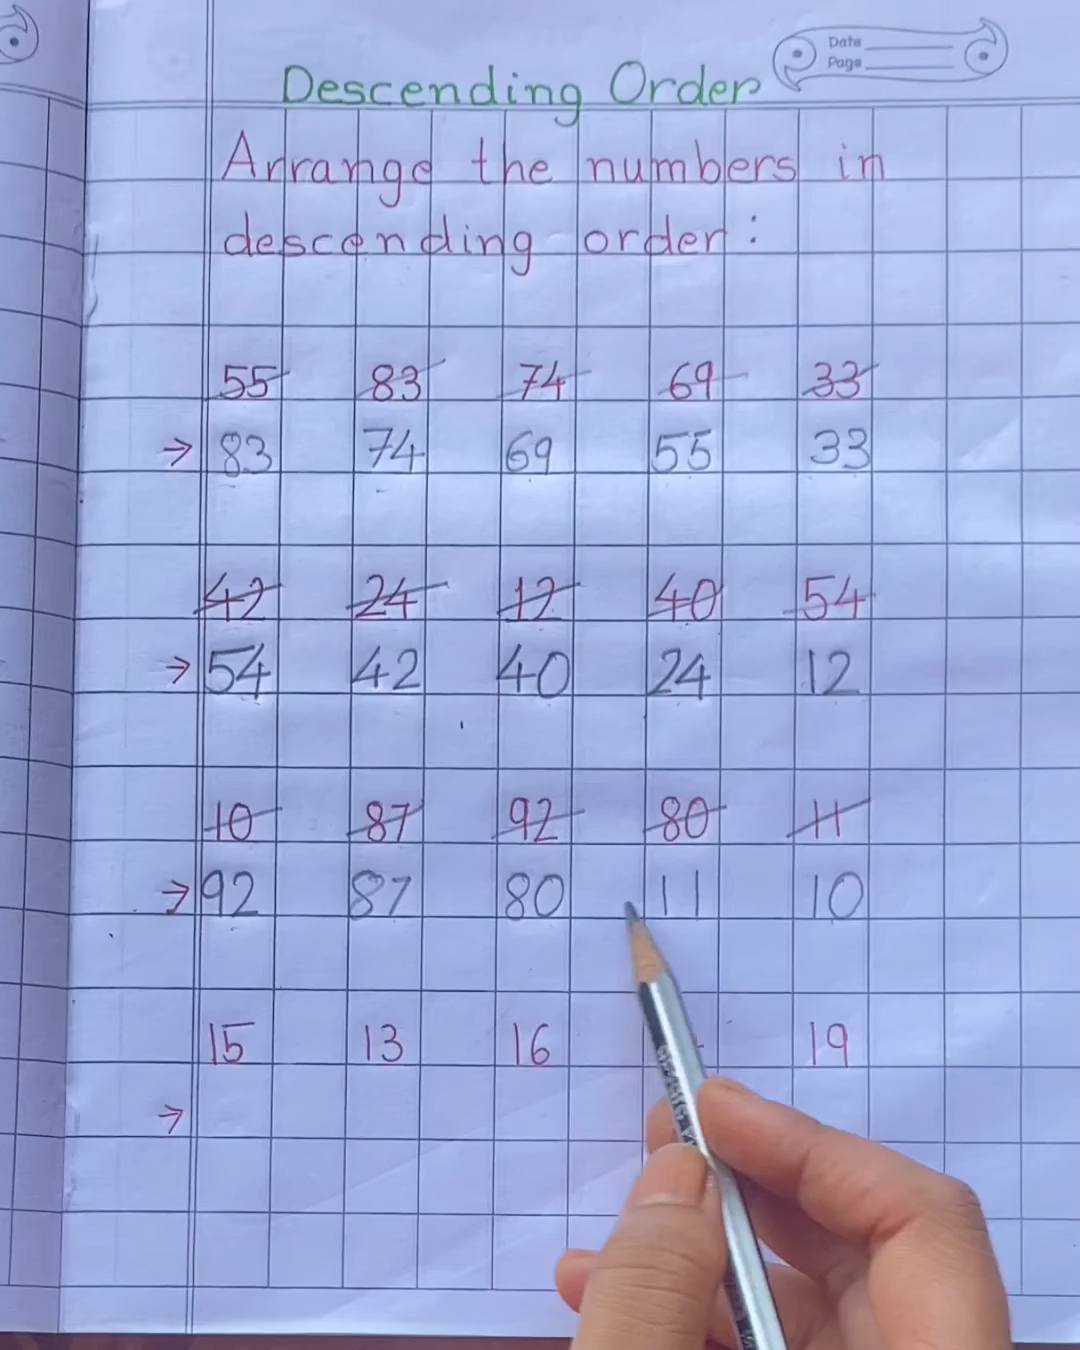 Date
Page
Descending Order
Arrange the numbers in
descending order:
55 83 74 69 33
→ 83 74 69 55 33
42 24 12 40 54
→ 54 42 40 24 12
10 87 92 80 11
→ 92 87 80 11 10
15 13 16 19
→